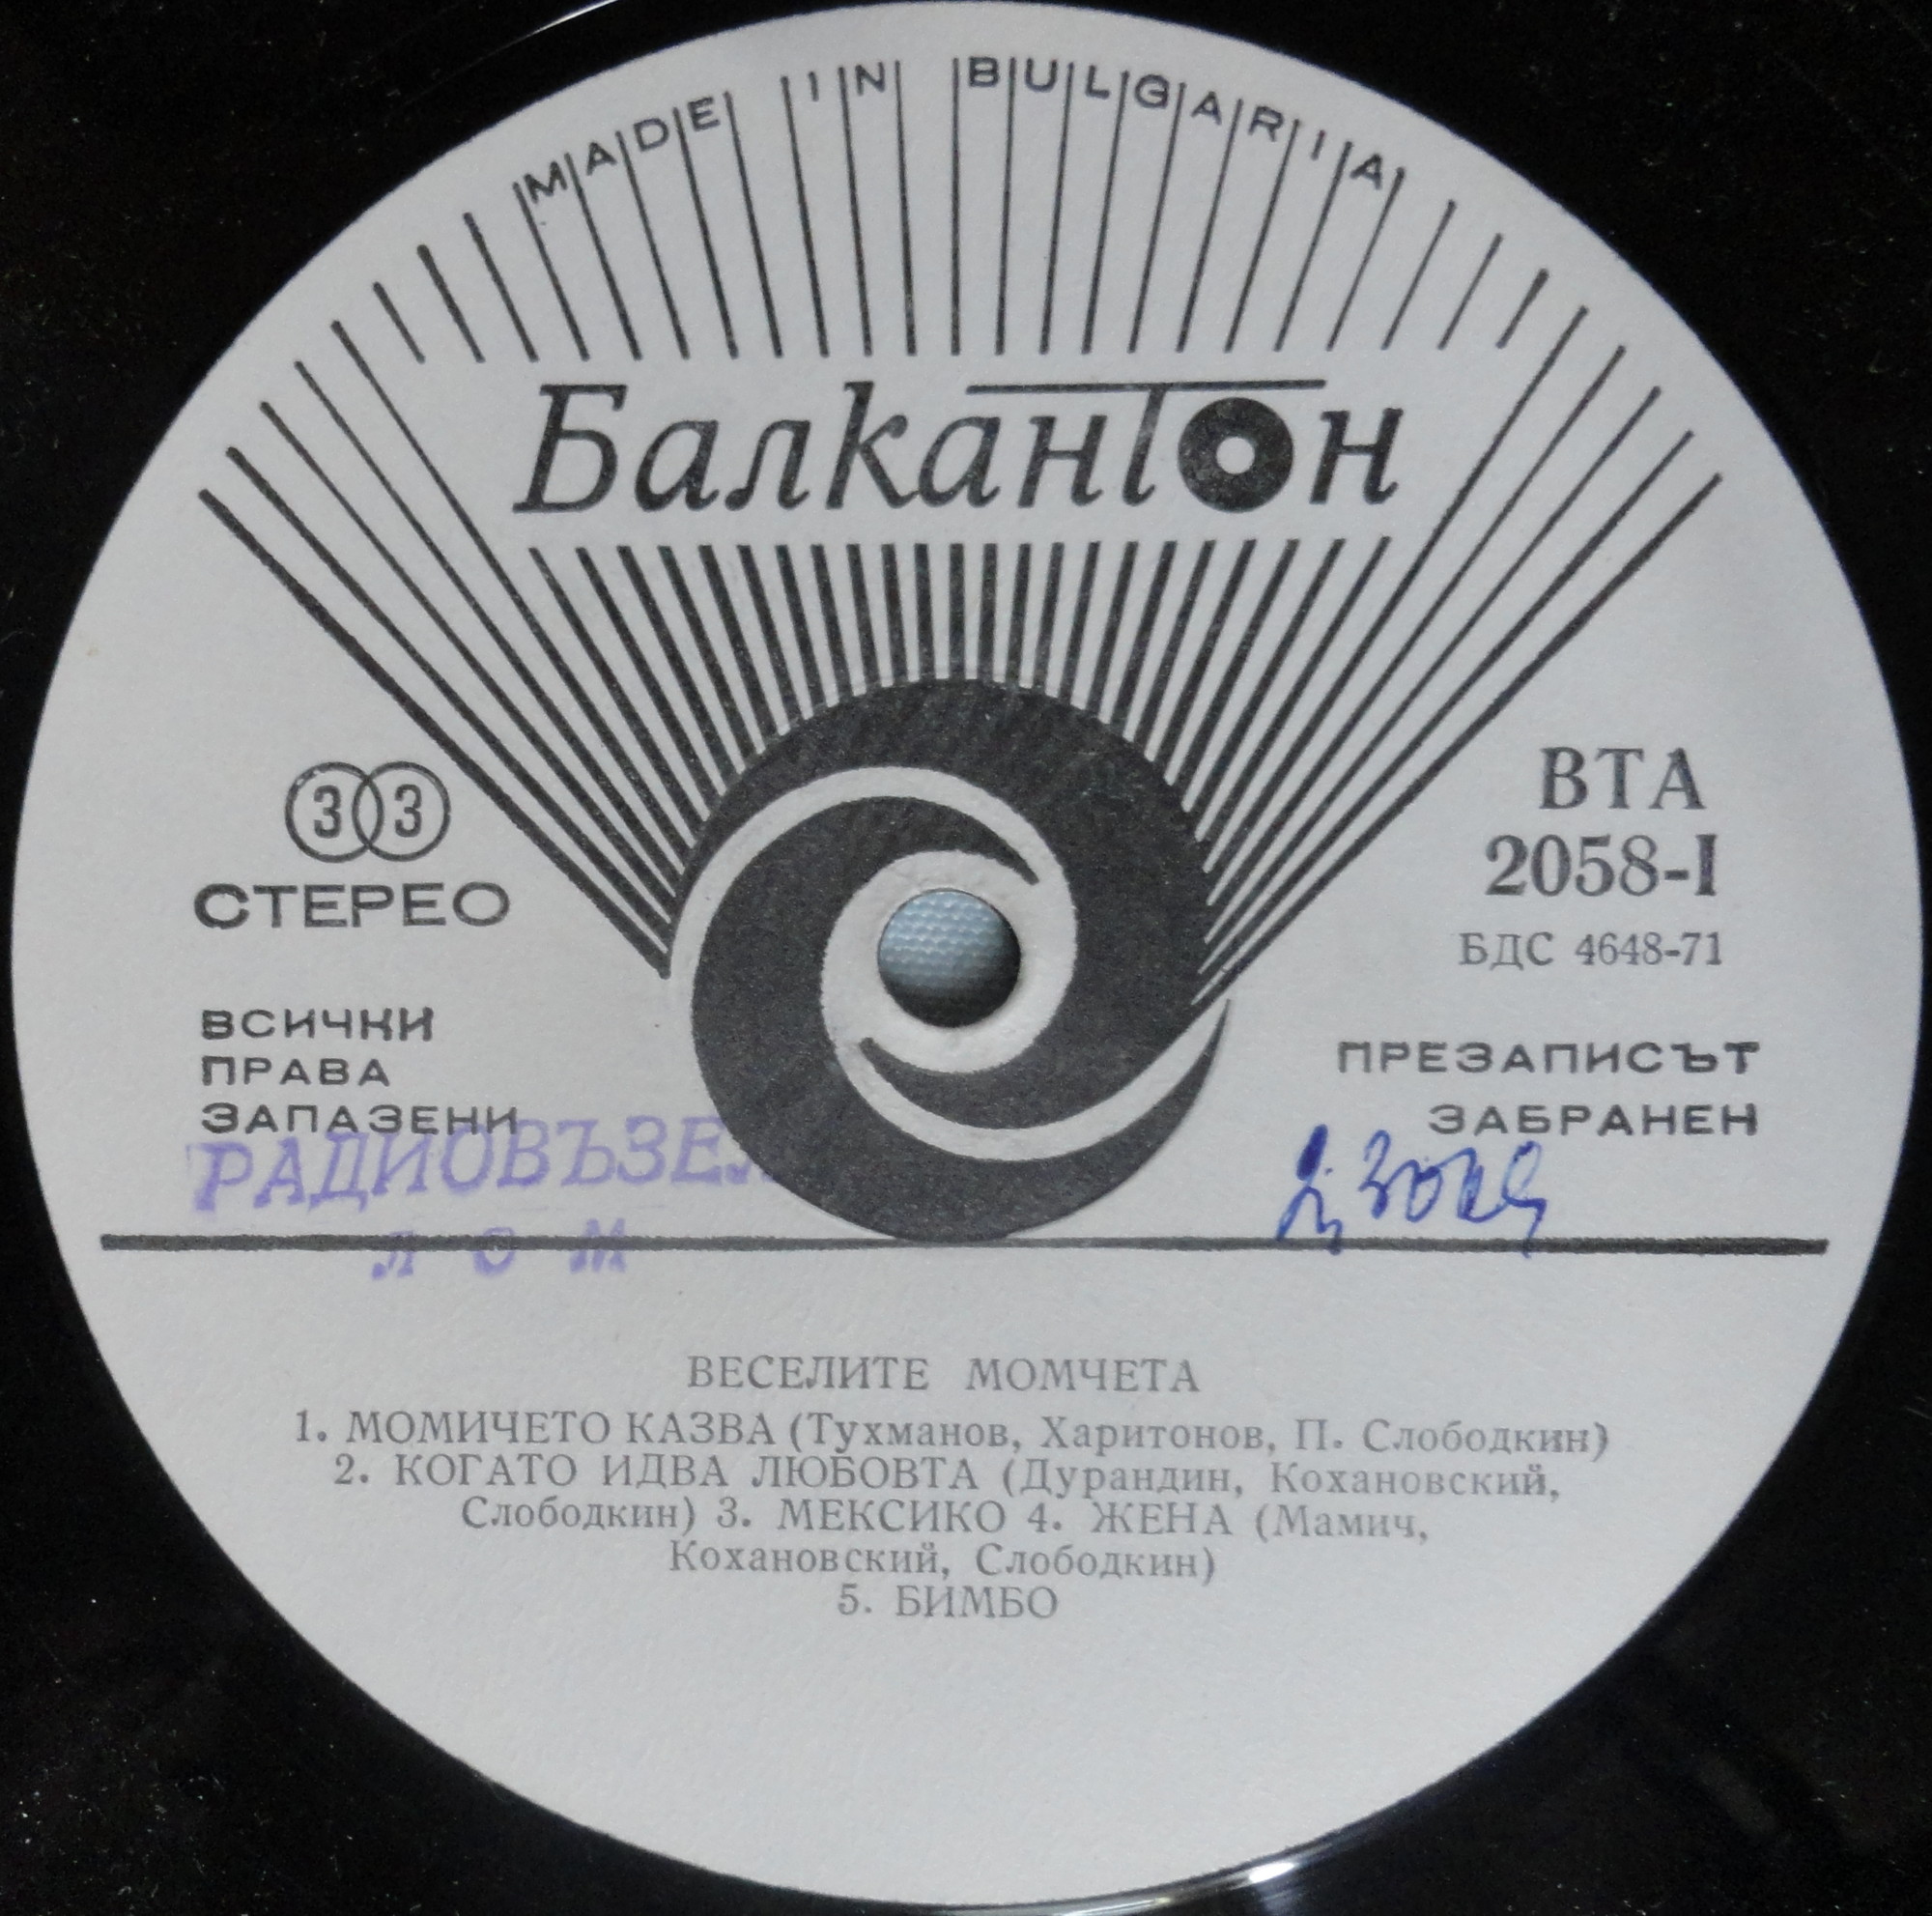 MADE IN BULGARIA
Балкантон
33
СТЕРЕО
ВТА
2058-I
БДС 4648-71
ВСИЧКИ
ПРАВА
ЗАПАЗЕНИ
ПРЕЗАПИСЪТ
ЗАБРАНЕН
РАДИОВЪЗЕЛ
ЛОМ
ВЕСЕЛИТЕ МОМЧЕТА
1. МОМИЧЕТО КАЗВА (Тухманов, Харитонов, П. Слободкин)
2. КОГАТО ИДВА ЛЮБОВТА (Дурандин, Кохановский,
Слободкин) 3. МЕКСИКО 4. ЖЕНА (Мамич,
Кохановский, Слободкин)
5. БИМБО